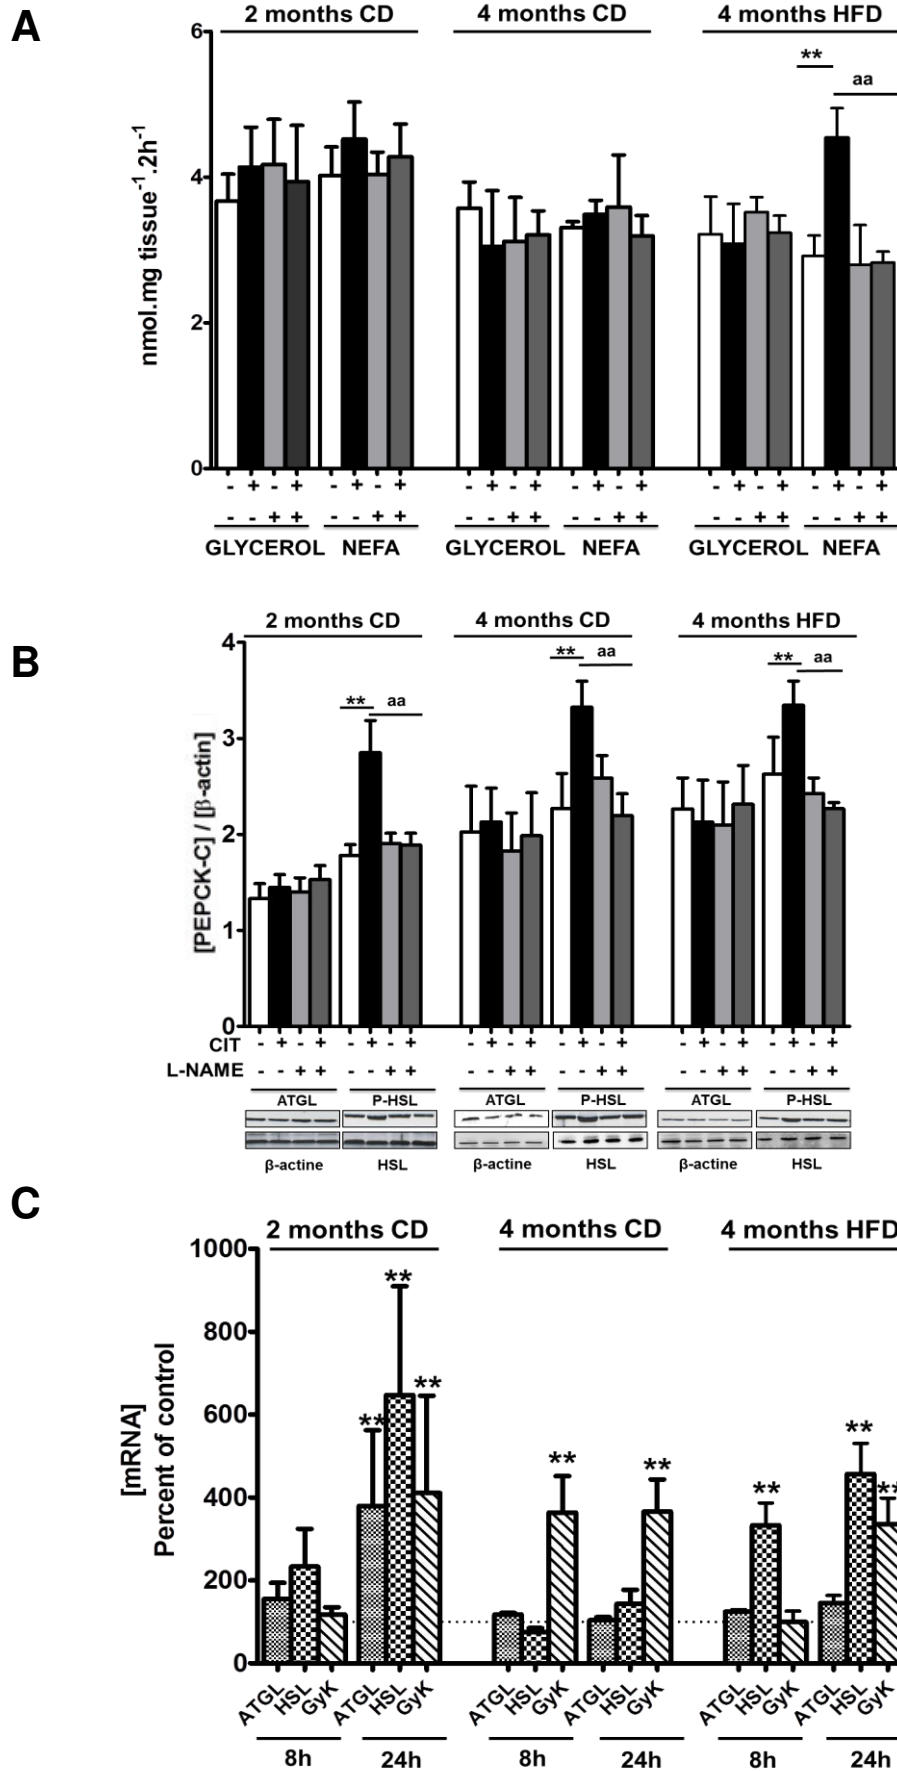 A
2 months CD 4 months CD 4 months HFD
nmol.mg tissue⁻¹.2h⁻¹
6
4
2
0
** aa
- + - + - + - + - + - + - + - + - + - + - + - +
- - + + - - + + - - + + - - + + - - + + - - + +
GLYCEROL NEFA GLYCEROL NEFA GLYCEROL NEFA
B
2 months CD 4 months CD 4 months HFD
[PEPCK-C] / [β-actin]
4
3
2
1
0
** aa ** aa ** aa
CIT - + - + - + - + - + - + - + - + - + - + - + - +
L-NAME - - + + - - + + - - + + - - + + - - + + - - + +
ATGL P-HSL ATGL P-HSL ATGL P-HSL
β-actine HSL β-actine HSL β-actine HSL
C
2 months CD 4 months CD 4 months HFD
[mRNA]
Percent of control
1000
800
600
400
200
0
** ** ** ** ** ** ** **
ATGL HSL GyK ATGL HSL GyK ATGL HSL GyK ATGL HSL GyK ATGL HSL GyK ATGL HSL GyK
8h 24h 8h 24h 8h 24h